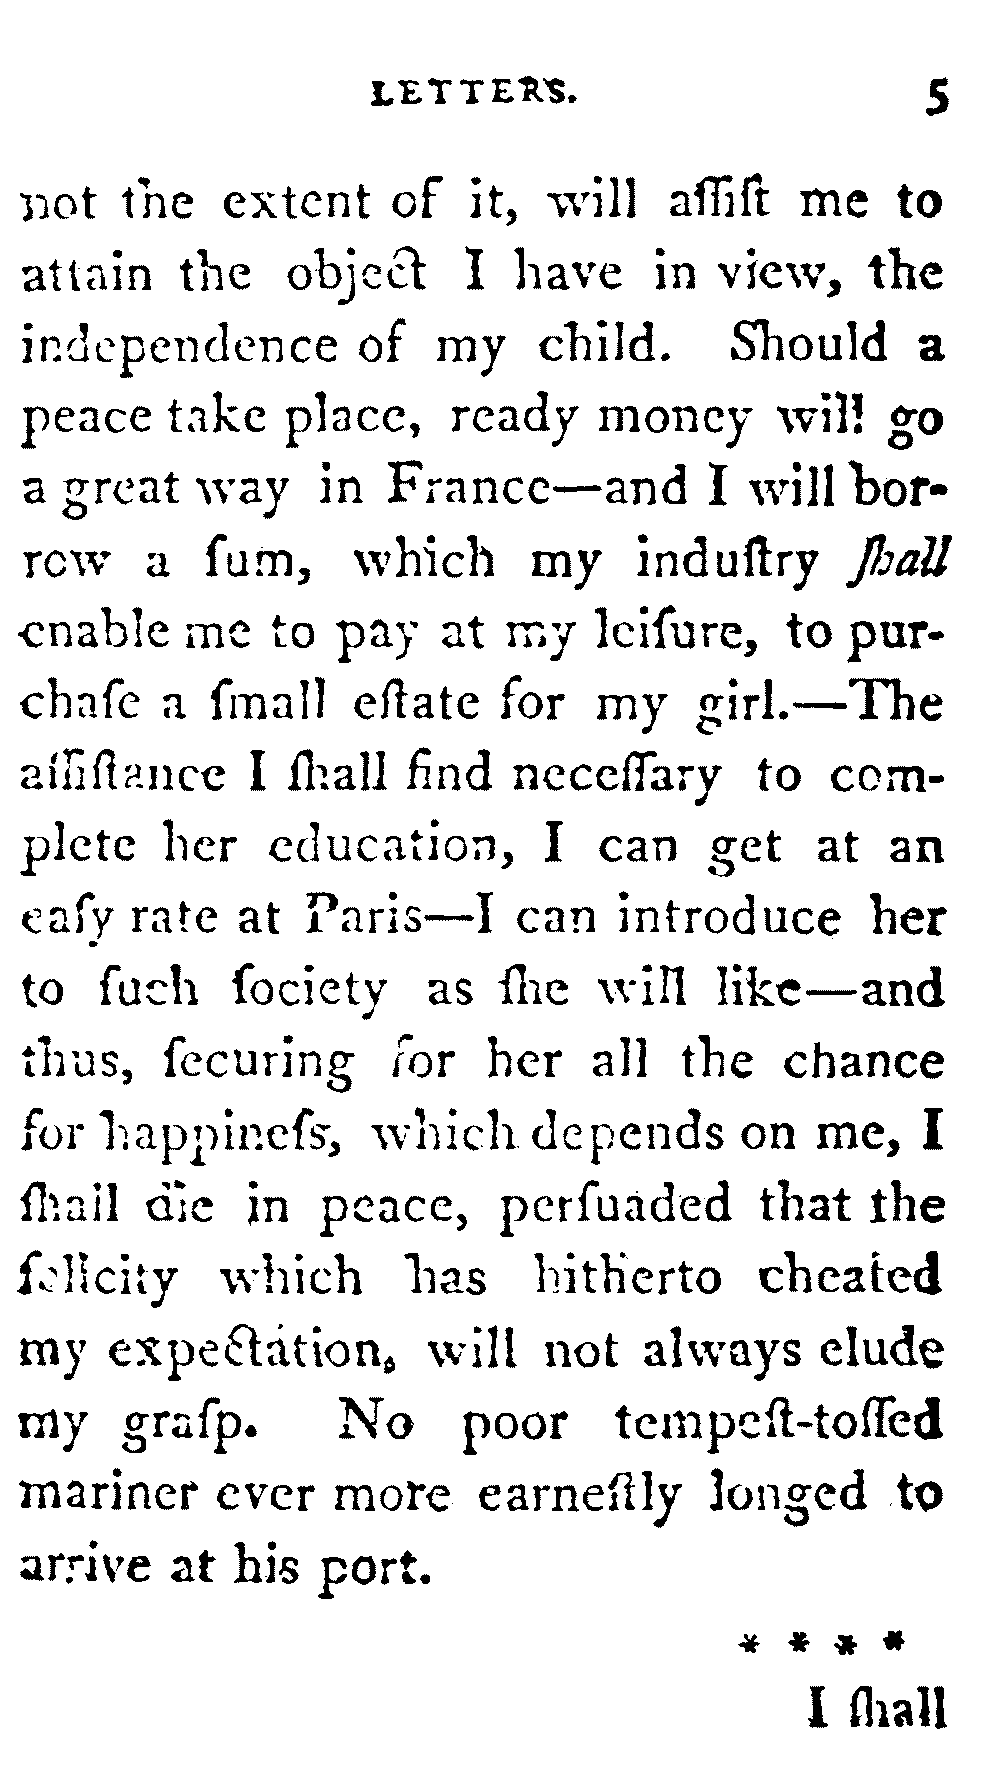 LETTERS. 5
not the extent of it, will aſſiſt me to
attain the object I have in view, the
independence of my child. Should a
peace take place, ready money will go
a great way in France—and I will bor-
row a ſum, which my induſtry ſhall
enable me to pay at my leiſure, to pur-
chaſe a ſmall eſtate for my girl.—The
aſſiſtance I ſhall find neceſſary to com-
plete her education, I can get at an
eaſy rate at Paris—I can introduce her
to ſuch ſociety as ſhe will like—and
thus, ſecuring for her all the chance
for happineſs, which depends on me, I
ſhall die in peace, perſuaded that the
felicity which has hitherto cheated
my expectation, will not always elude
my graſp. No poor tempeſt-toſſed
mariner ever more earneſtly longed to
arrive at his port.
* * * *
I ſhall